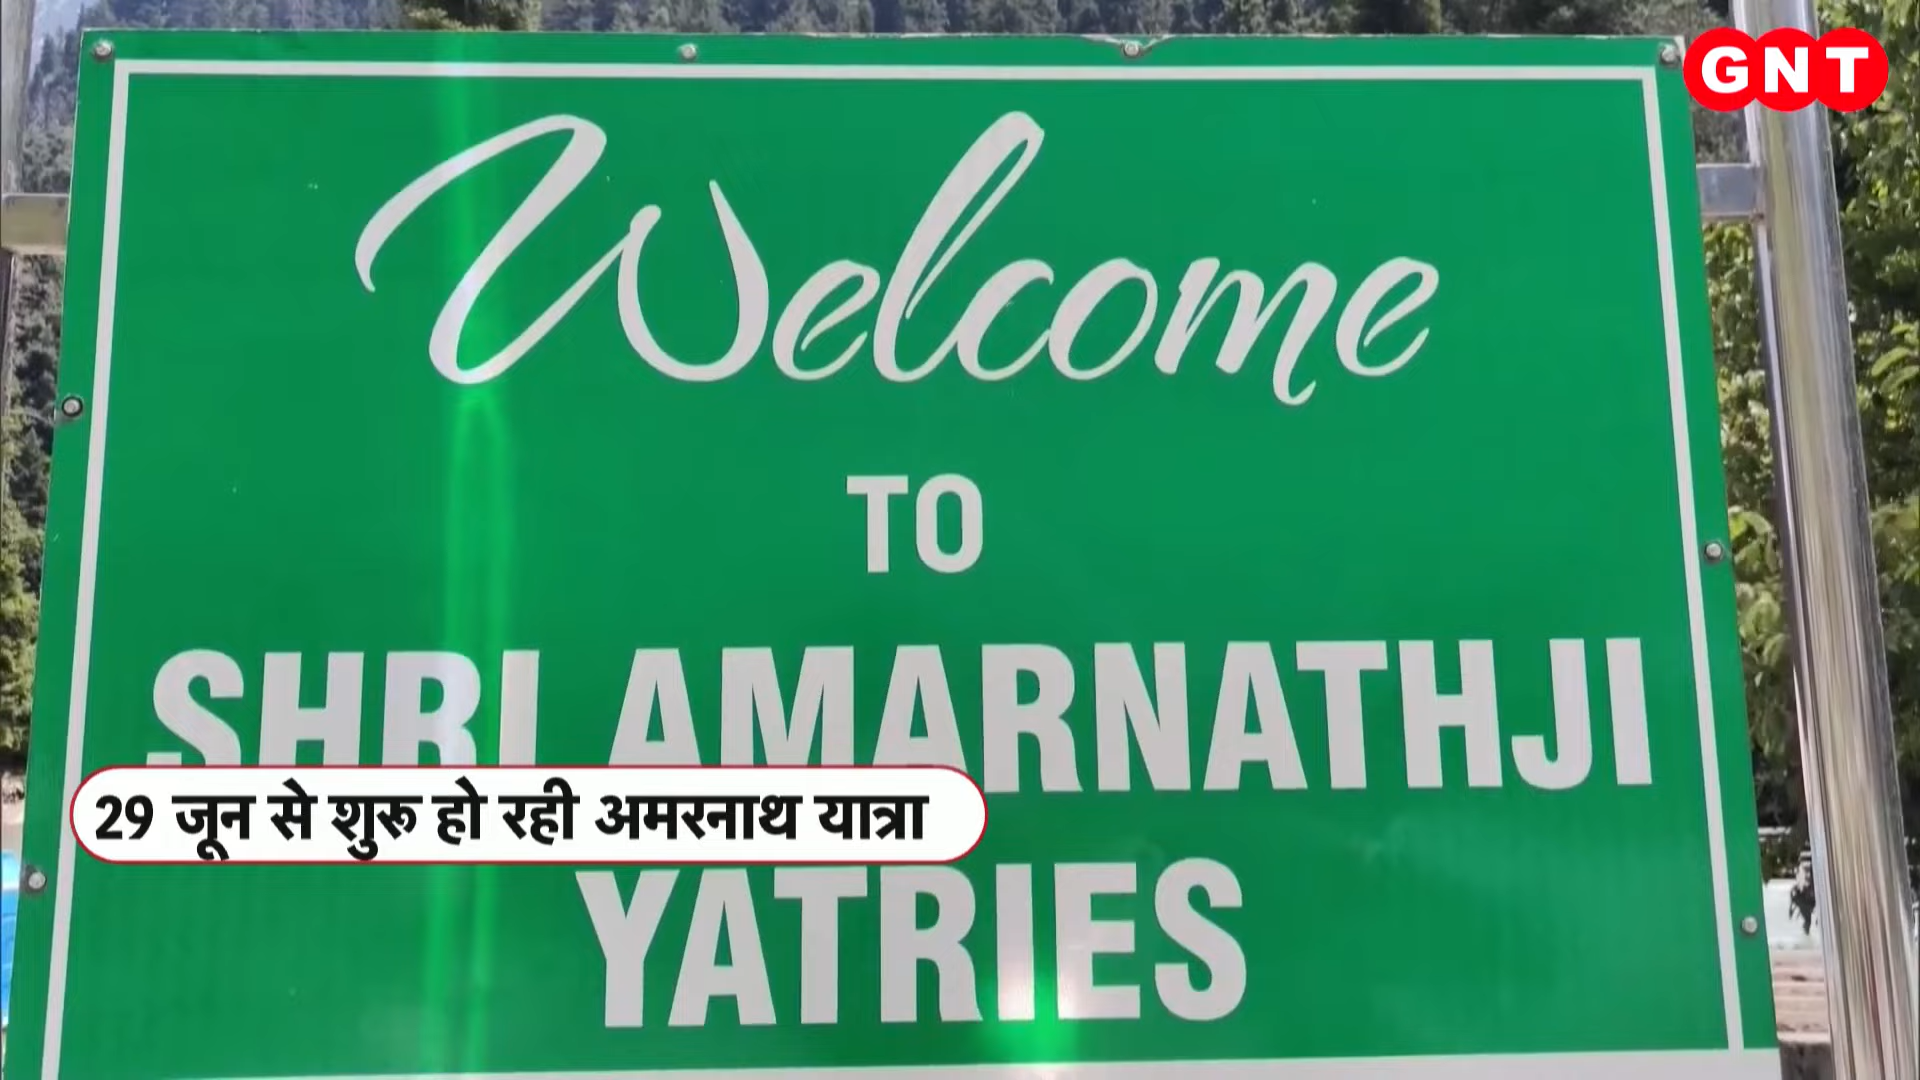 GNT
Welcome
TO
SHRI AMARNATHJI
29 जून से शुरू हो रही अमरनाथ यात्रा
YATRIES